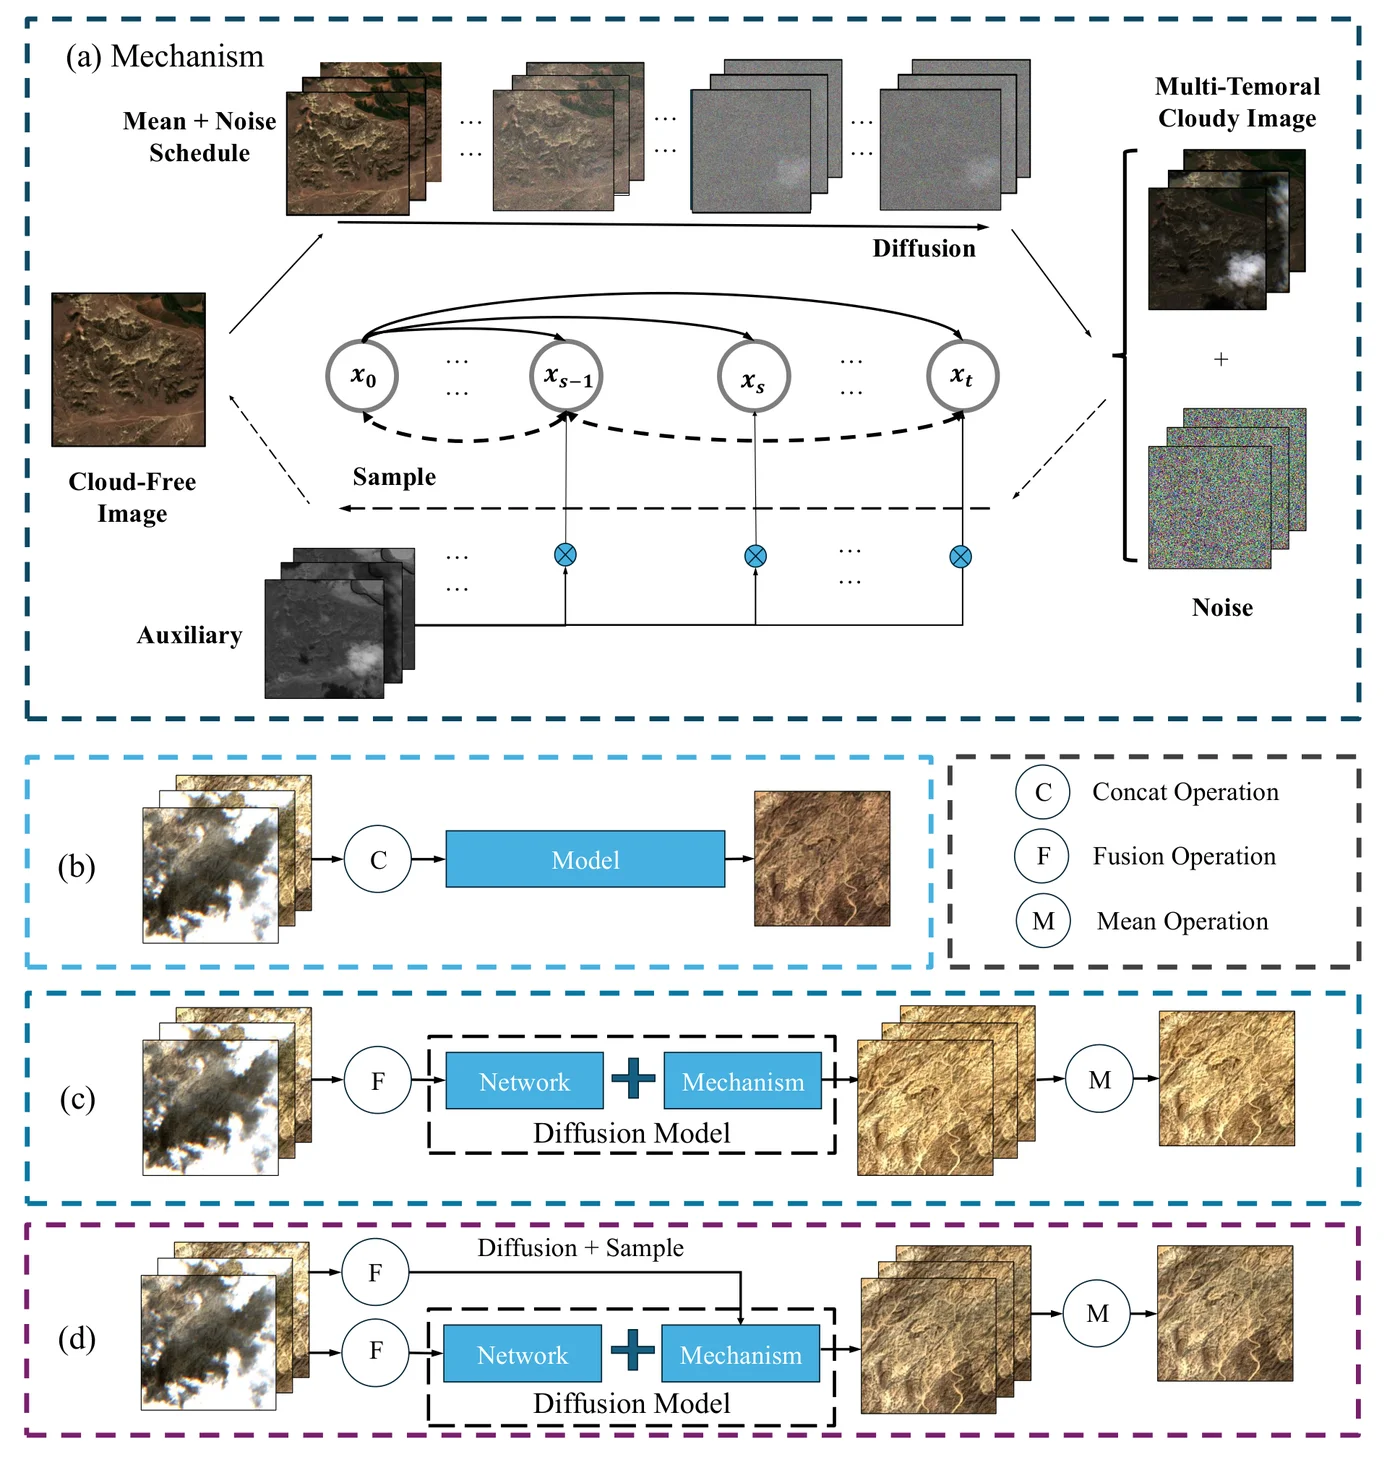 (a) Mechanism
Mean + Noise
Schedule
... ... ... ...
... ... ... ...
Diffusion
Multi-Temoral
Cloudy Image
+
Noise
Cloud-Free
Image
x₀ ... xₛ₋₁ xₛ ... xₜ
... ...
Sample
... ...
... ...
Auxiliary
(b)
C
Model
C Concat Operation
F Fusion Operation
M Mean Operation
(c)
F
Network
Mechanism
Diffusion Model
M
(d)
F
Diffusion + Sample
F
Network
Mechanism
Diffusion Model
M